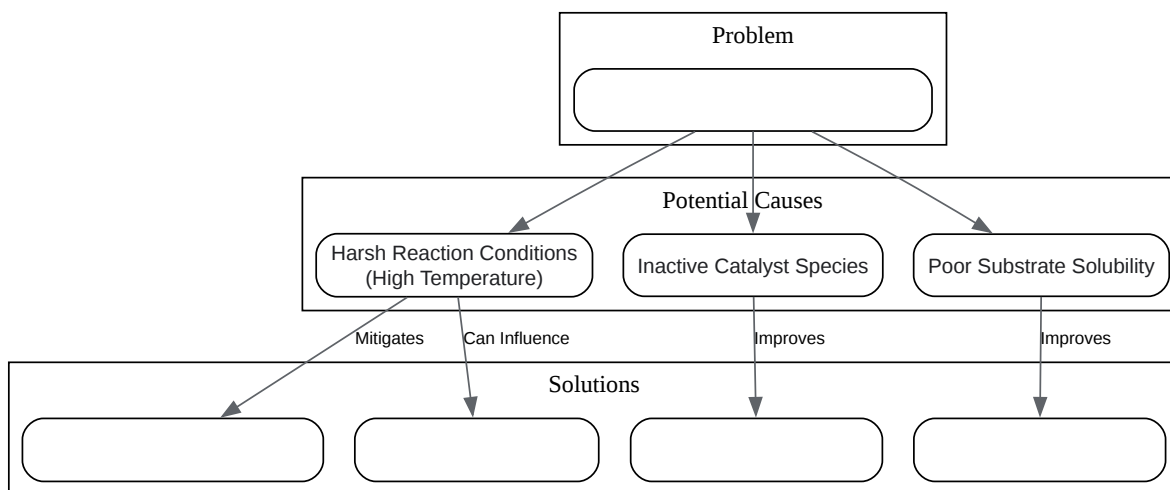 Problem
Potential Causes
Harsh Reaction Conditions
(High Temperature)
Inactive Catalyst Species
Poor Substrate Solubility
Mitigates
Can Influence
Improves
Improves
Solutions